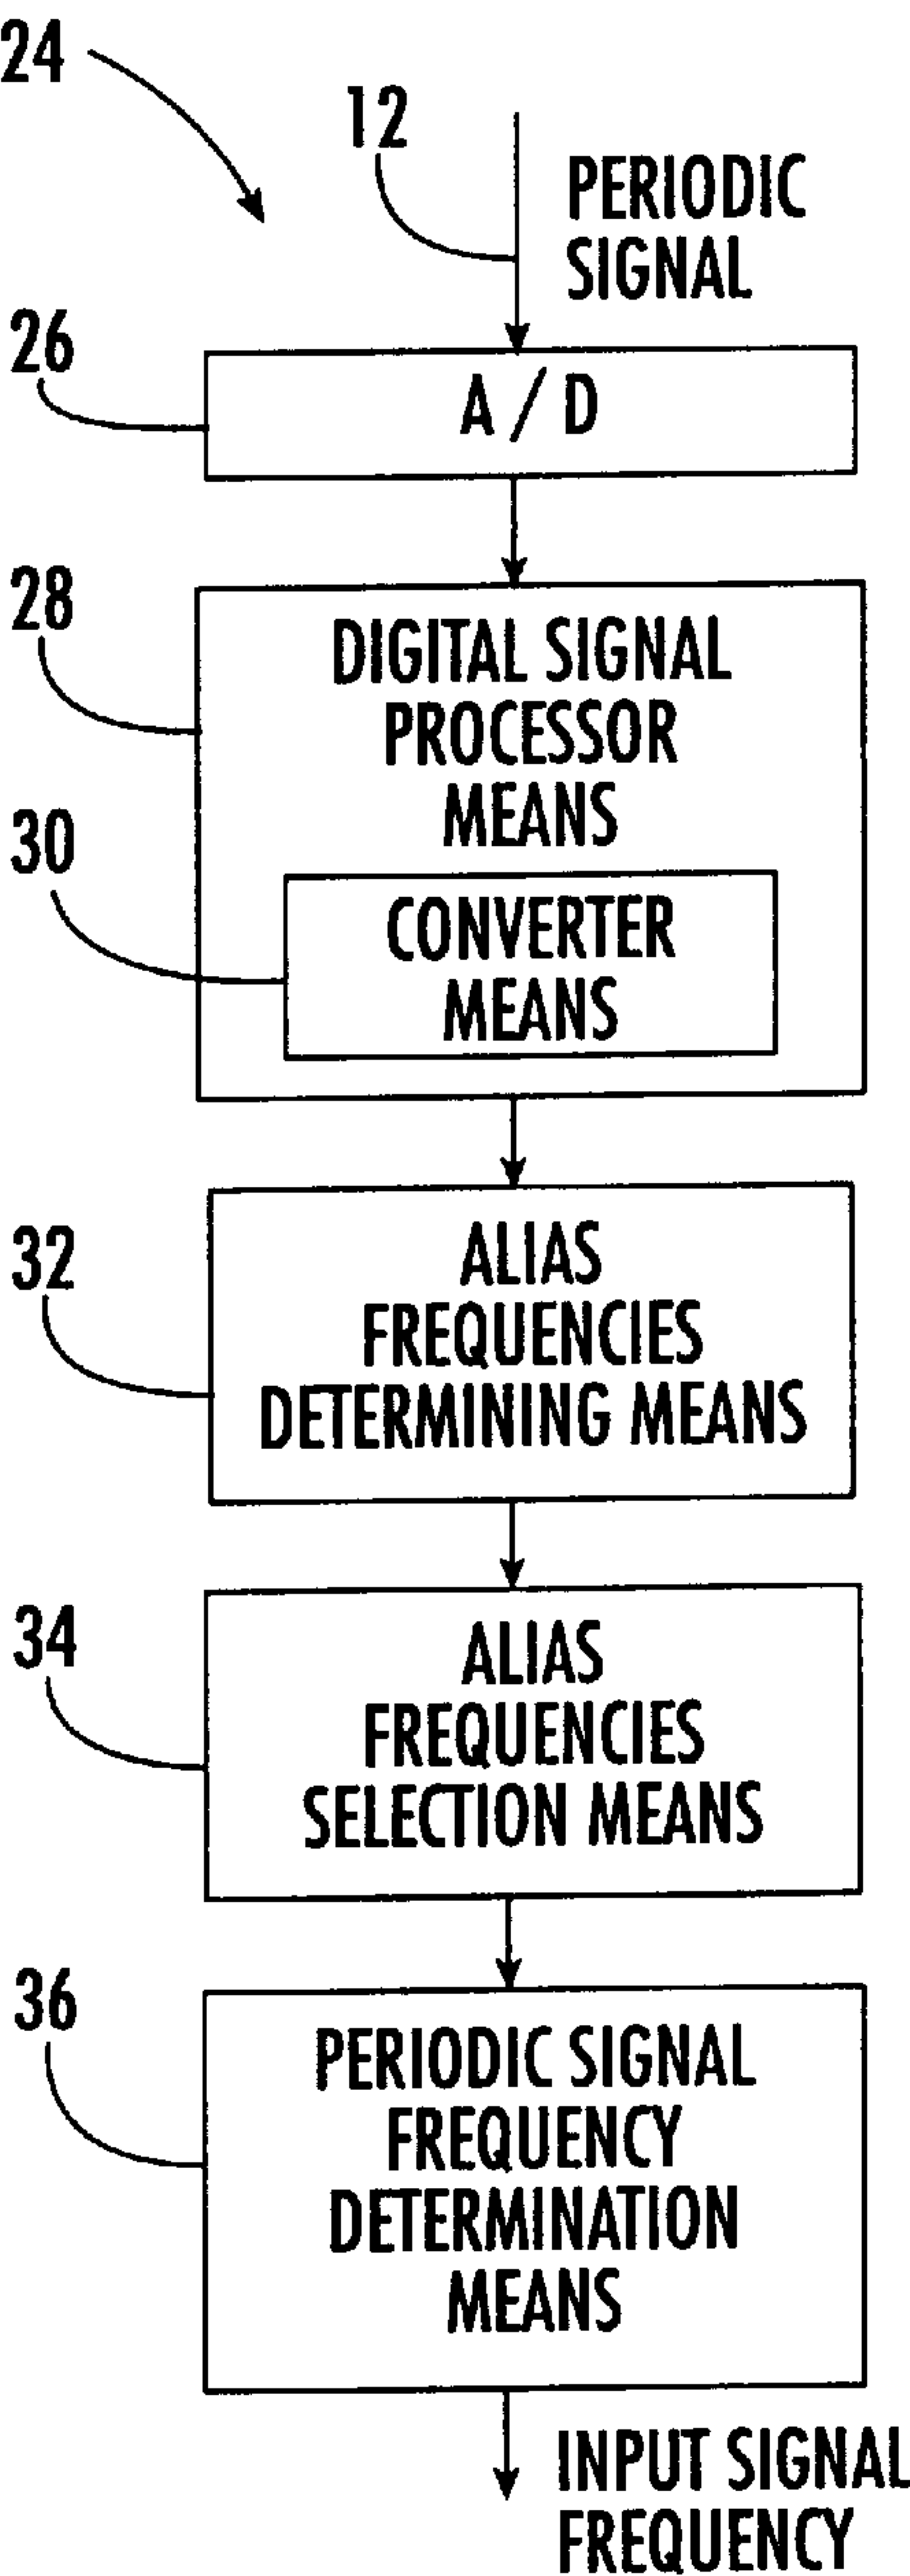 24
12
PERIODIC
SIGNAL
26
A / D
28
DIGITAL SIGNAL
PROCESSOR
MEANS
30
CONVERTER
MEANS
32
ALIAS
FREQUENCIES
DETERMINING MEANS
34
ALIAS
FREQUENCIES
SELECTION MEANS
36
PERIODIC SIGNAL
FREQUENCY
DETERMINATION
MEANS
INPUT SIGNAL
FREQUENCY